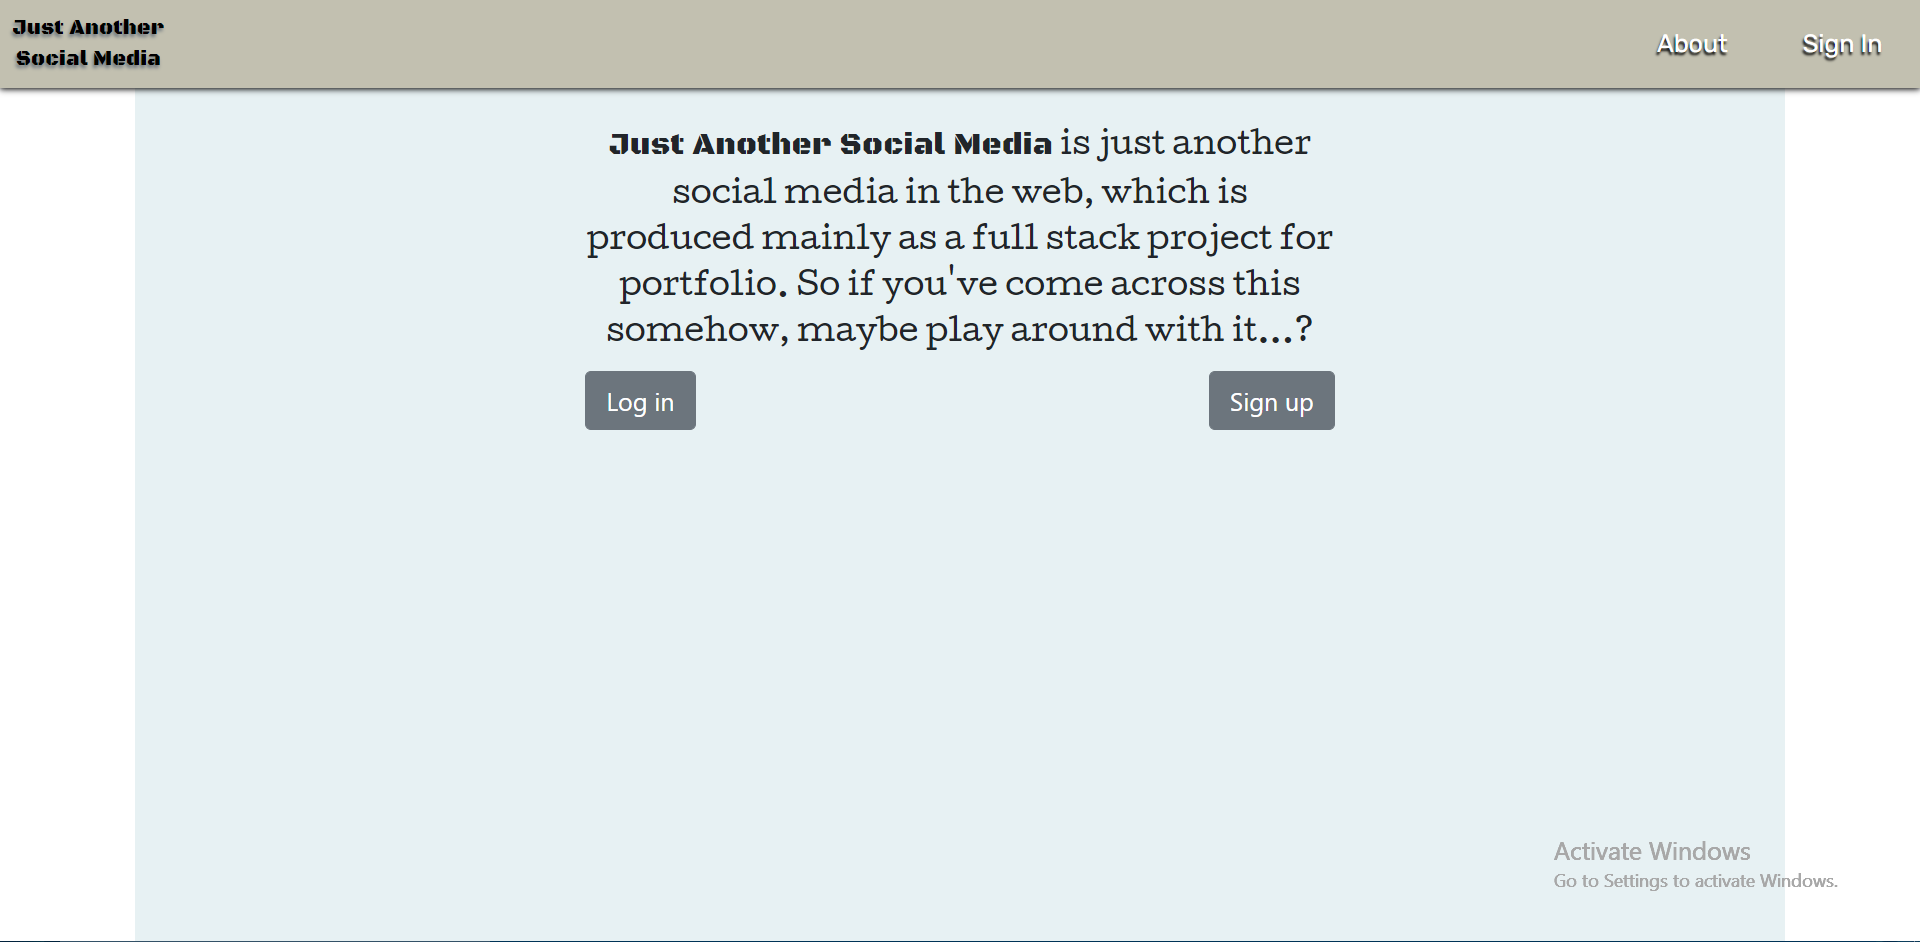 Just Another
Social Media
About
Sign In
Just Another Social Media is just another
social media in the web, which is
produced mainly as a full stack project for
portfolio. So if you've come across this
somehow, maybe play around with it...?
Log in
Sign up
Activate Windows
Go to Settings to activate Windows.